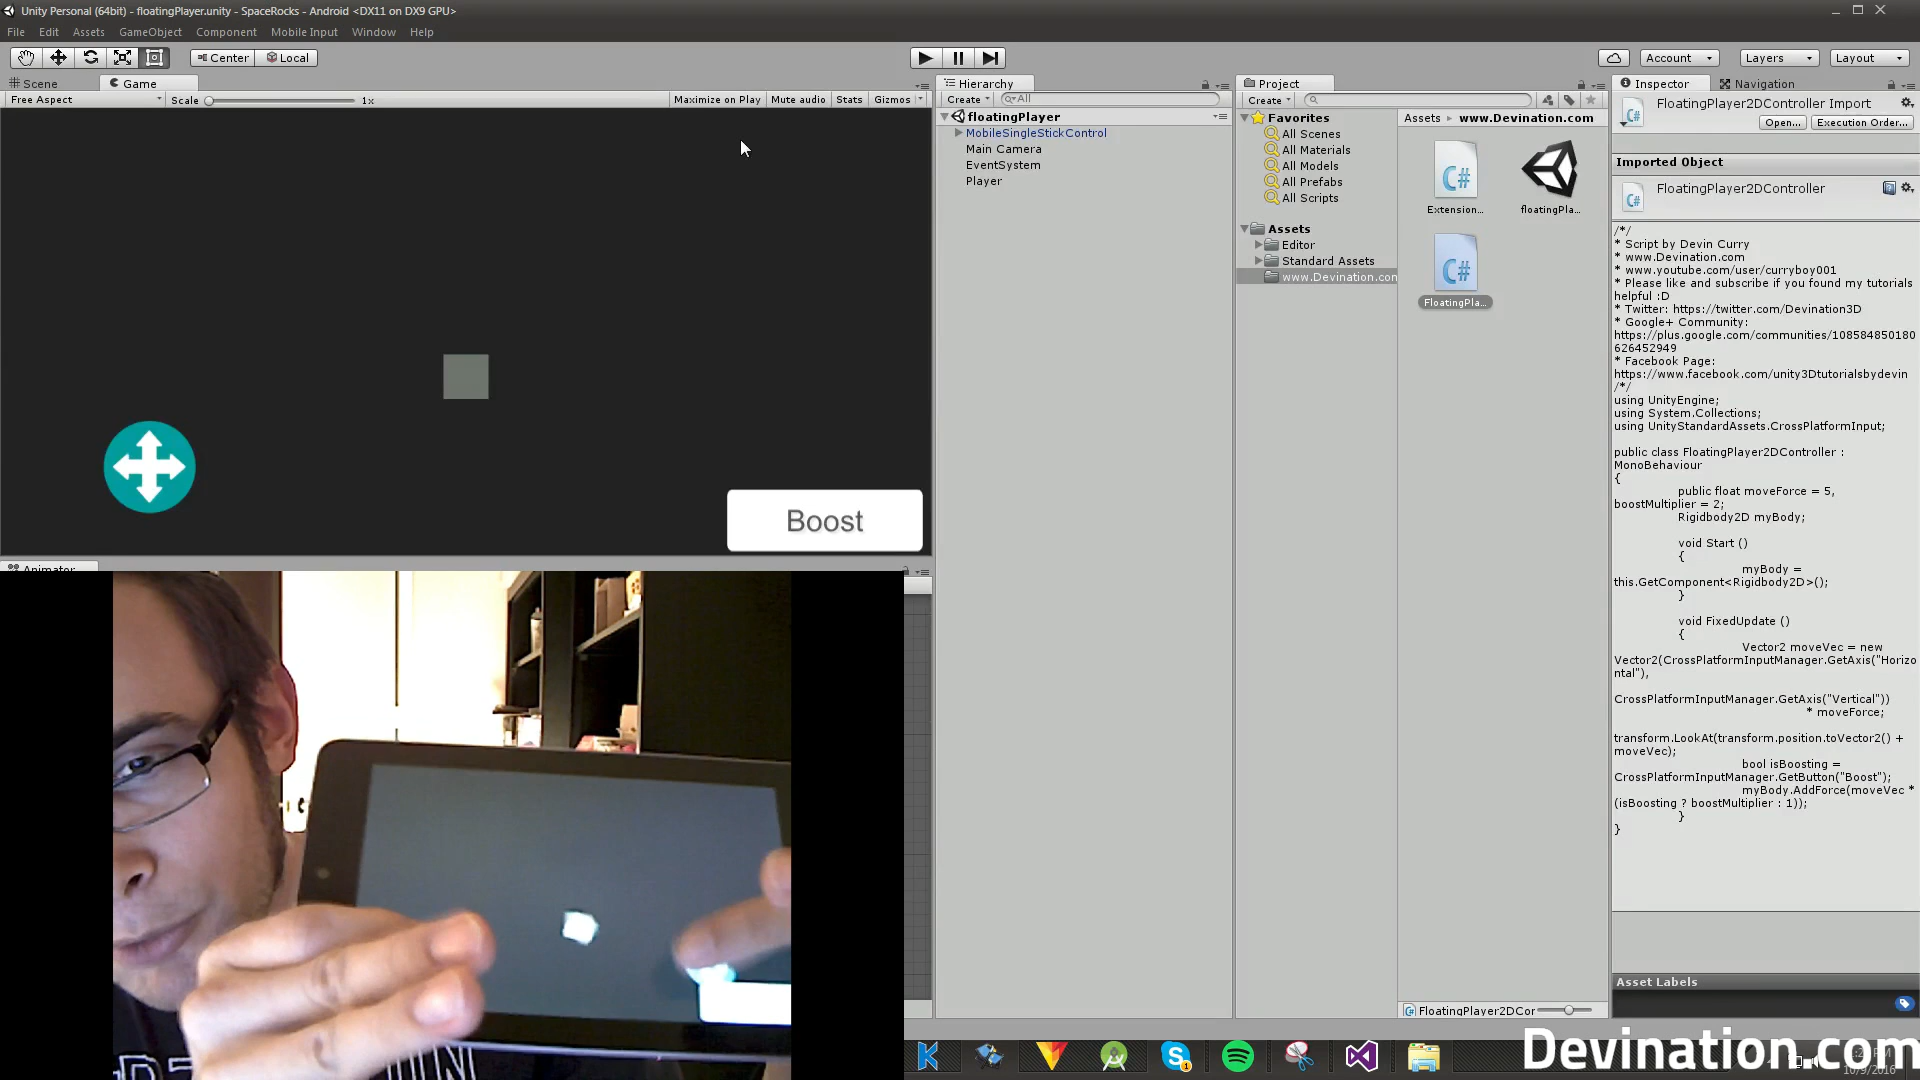 Unity Personal (64bit) - floatingPlayer.unity - SpaceRocks - Android <DX11 on DX9 GPU>
File Edit Assets GameObject Component Mobile Input Window Help
Center Local Account Layers Layout
Scene Game
Free Aspect Scale 1x Maximize on Play Mute audio Stats Gizmos
Boost
Animator
Hierarchy
Create All
floatingPlayer
MobileSingleStickControl
Main Camera
EventSystem
Player
Project
Create
Favorites
All Scenes
All Materials
All Models
All Prefabs
All Scripts
Assets
Editor
Standard Assets
www.Devination.com
Assets www.Devination.com
Extension...
floatingPla...
FloatingPla...
FloatingPlayer2DCor
Inspector Navigation
FloatingPlayer2DController Import
Open... Execution Order...
Imported Object
FloatingPlayer2DController
/*/
* Script by Devin Curry
* www.Devination.com
* www.youtube.com/user/curryboy001
* Please like and subscribe if you found my tutorials
helpful :D
* Twitter: https://twitter.com/Devination3D
* Google+ Community:
https://plus.google.com/communities/108584850180
626452949
* Facebook Page:
https://www.facebook.com/unity3Dtutorialsbydevin
/*/
using UnityEngine;
using System.Collections;
using UnityStandardAssets.CrossPlatformInput;
public class FloatingPlayer2DController :
MonoBehaviour
{
public float moveForce = 5,
boostMultiplier = 2;
Rigidbody2D myBody;
void Start ()
{
myBody =
this.GetComponent<Rigidbody2D>();
}
void FixedUpdate ()
{
Vector2 moveVec = new
Vector2(CrossPlatformInputManager.GetAxis("Horizo
ntal"),
CrossPlatformInputManager.GetAxis("Vertical"))
* moveForce;
transform.LookAt(transform.position.toVector2() +
moveVec);
bool isBoosting =
CrossPlatformInputManager.GetButton("Boost");
myBody.AddForce(moveVec *
(isBoosting ? boostMultiplier : 1));
}
}
Asset Labels
Devination.com
10/9/2016